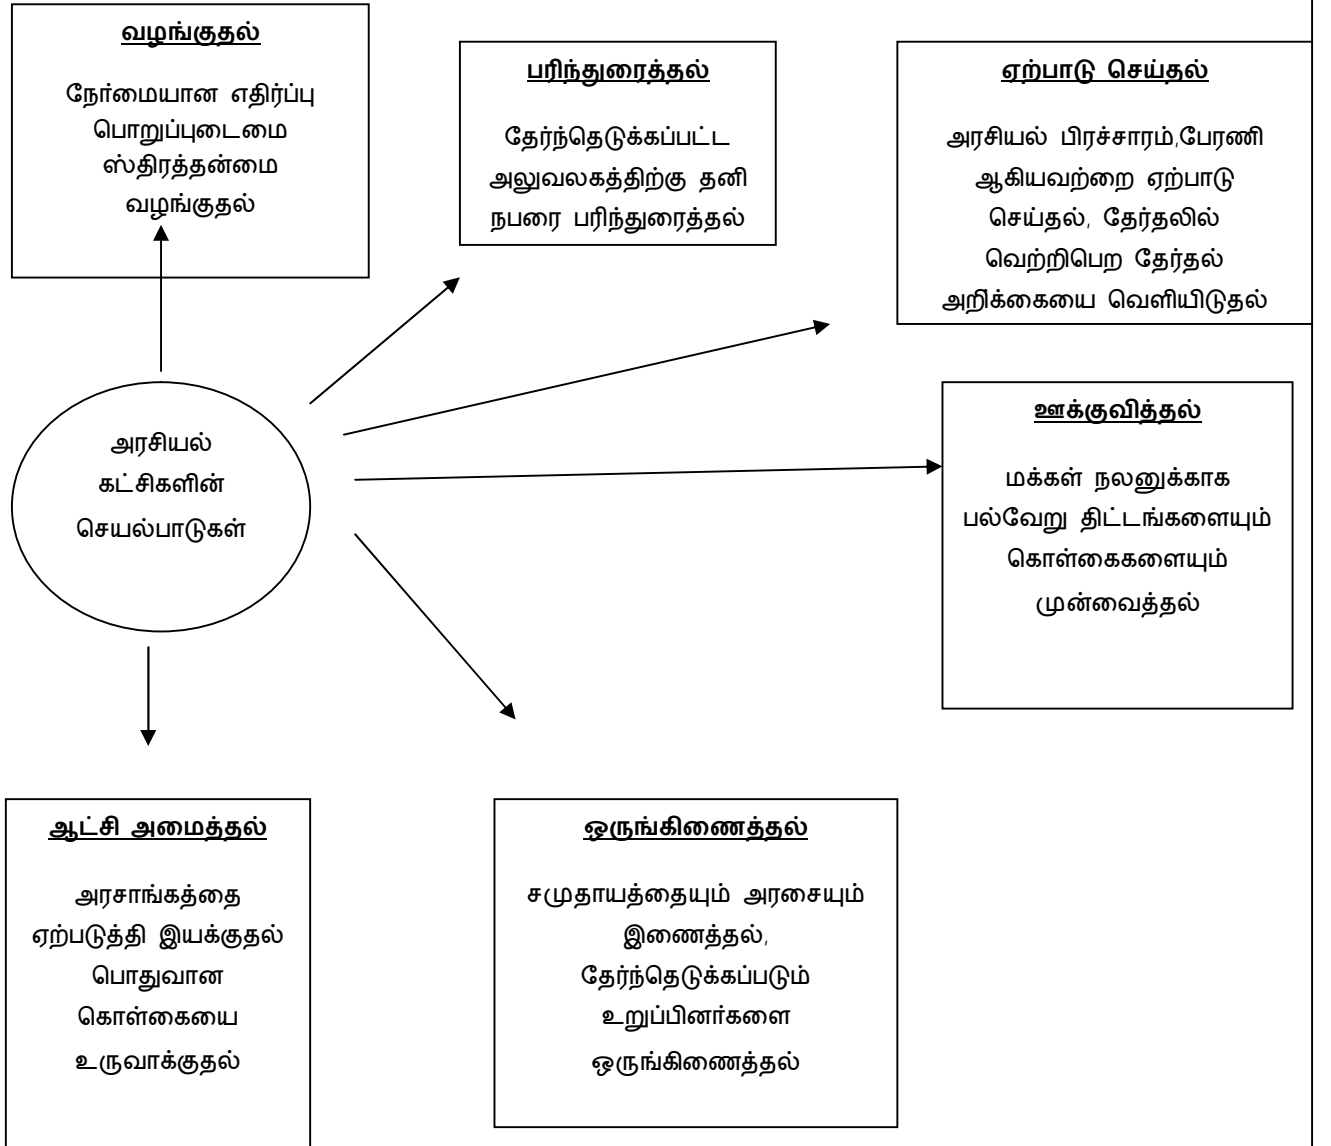 வழங்குதல்
நேர்மையான எதிர்ப்பு
பொறுப்புடைமை
ஸ்திரத்தன்மை
வழங்குதல்
பரிந்துரைத்தல்
தேர்ந்தெடுக்கப்பட்ட
அலுவலகத்திற்கு தனி
நபரை பரிந்துரைத்தல்
ஏற்பாடு செய்தல்
அரசியல் பிரச்சாரம்,பேரணி
ஆகியவற்றை ஏற்பாடு
செய்தல், தேர்தலில்
வெற்றிபெற தேர்தல்
அறிக்கையை வெளியிடுதல்
அரசியல்
கட்சிகளின்
செயல்பாடுகள்
ஊக்குவித்தல்
மக்கள் நலனுக்காக
பல்வேறு திட்டங்களையும்
கொள்கைகளையும்
முன்வைத்தல்
ஆட்சி அமைத்தல்
அரசாங்கத்தை
ஏற்படுத்தி இயக்குதல்
பொதுவான
கொள்கையை
உருவாக்குதல்
ஒருங்கிணைத்தல்
சமுதாயத்தையும் அரசையும்
இணைத்தல்,
தேர்ந்தெடுக்கப்படும்
உறுப்பினர்களை
ஒருங்கிணைத்தல்